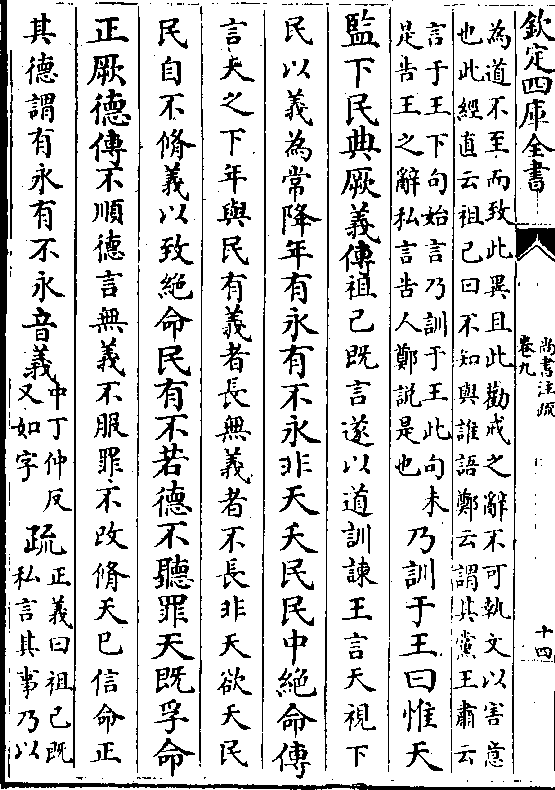 欽定四庫全書
尚書注疏
卷九
十四
為道不至而致此異且此勸戒之辭不可執文以害意
也此經直云祖己曰不知與誰語鄭云謂其黨王肅云
言于王下句始言乃訓于王此句未
是告王之辭私言告人鄭說是也
乃訓于王曰惟天
監下民典厥義傳祖己既言遂以道訓諫王言天視下
民以義為常降年有永有不永非天夭民民中絕命傳
言天之下年與民有義者長無義者不長非天欲夭民
民自不脩義以致絕命民有不若德不聽罪天既孚命
正厥德傳不順德言無義不服罪不改脩天已信命正
其德謂有永有不永音義
中丁仲反
又如字
疏
正義曰祖己既
私言其事乃以